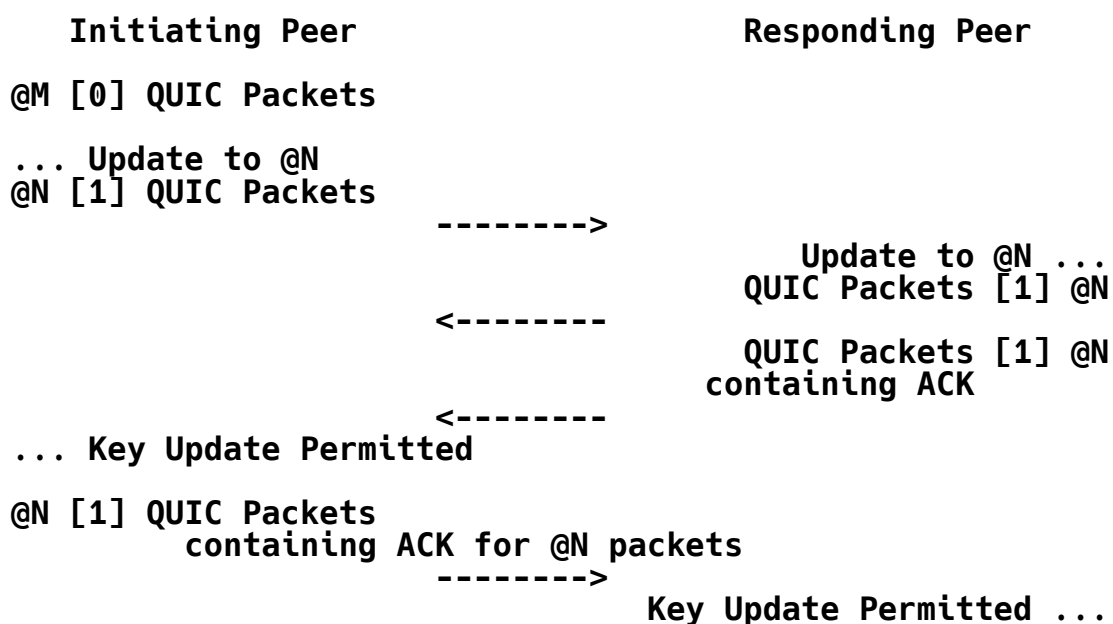 Initiating Peer                    Responding Peer
@M [0] QUIC Packets
... Update to @N
@N [1] QUIC Packets
-------->
Update to @N ...
QUIC Packets [1] @N
<--------
QUIC Packets [1] @N
containing ACK
<--------
... Key Update Permitted
@N [1] QUIC Packets
containing ACK for @N packets
-------->
Key Update Permitted ...